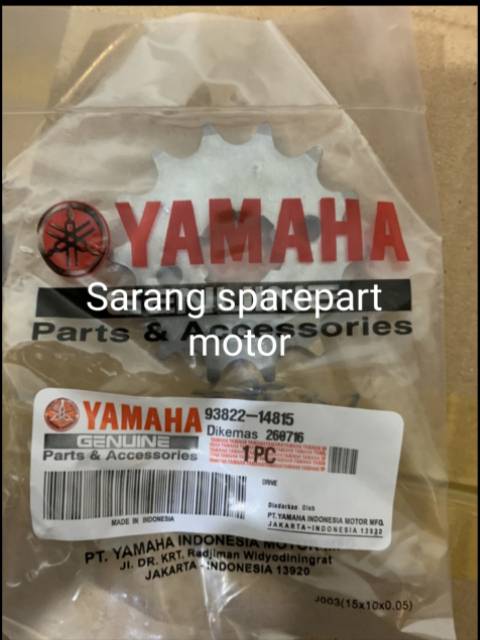 YAMAHA
Sarang sparepart
motor
Parts & Accessories
YAMAHA
GENUINE
Parts & Accessories
93822-14815
Dikemas 260716
1 PC
DRIVE
MADE IN INDONESIA
Diedarkan Oleh
PT.YAMAHA INDONESIA MOTOR MFG.
JAKARTA-INDONESIA 13920
PT. YAMAHA INDONESIA MOTOR
Jl. DR. KRT. Radjiman Widyodiningrat
JAKARTA - INDONESIA 13920
J003(15x10x0.05)